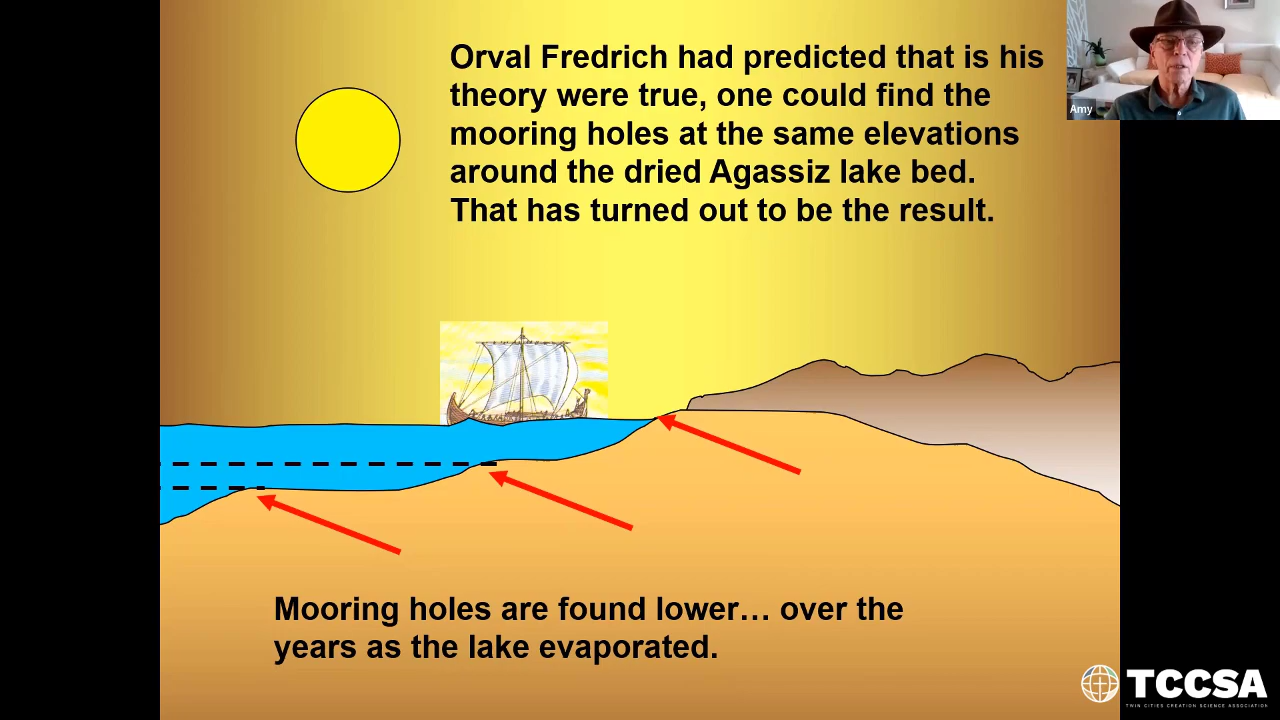 Orval Fredrich had predicted that is his
theory were true, one could find the
mooring holes at the same elevations
around the dried Agassiz lake bed.
That has turned out to be the result.
Amy
Mooring holes are found lower… over the
years as the lake evaporated.
TCCSA
TWIN CITIES CREATION SCIENCE ASSOCIATION